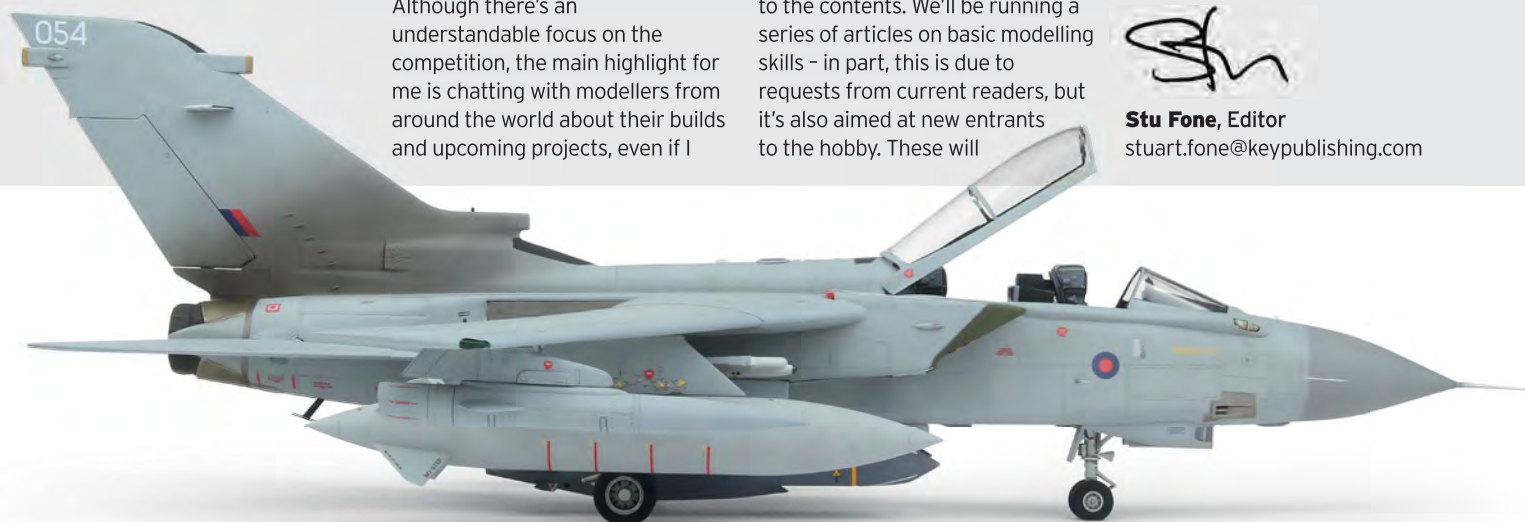 Although there's an
understandable focus on the
competition, the main highlight for
me is chatting with modellers from
around the world about their builds
and upcoming projects, even if I
to the contents. We'll be running a
series of articles on basic modelling
skills – in part, this is due to
requests from current readers, but
it's also aimed at new entrants
to the hobby. These will
Stu
Stu Fone, Editor
stuart.fone@keypublishing.com
054